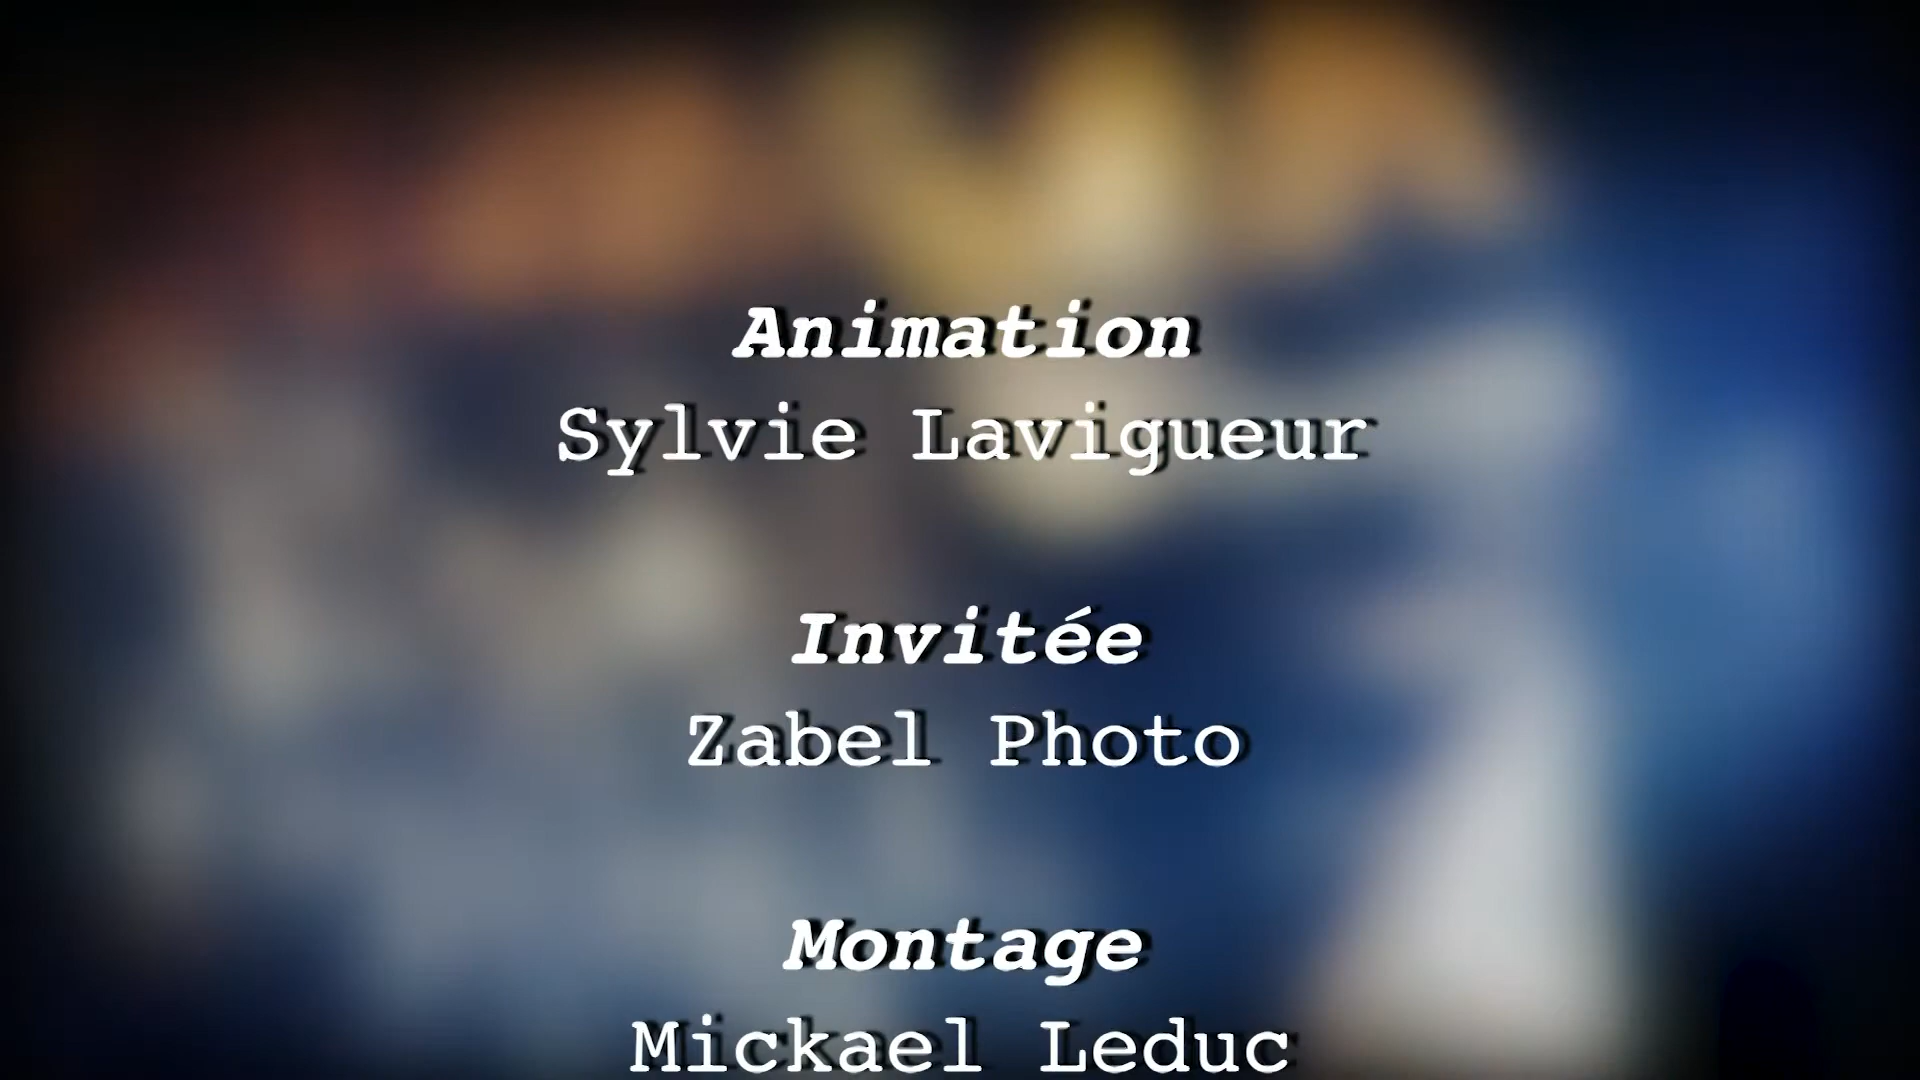 Animation
Sylvie Lavigueur
Invitée
Zabel Photo
Montage
Mickael Leduc